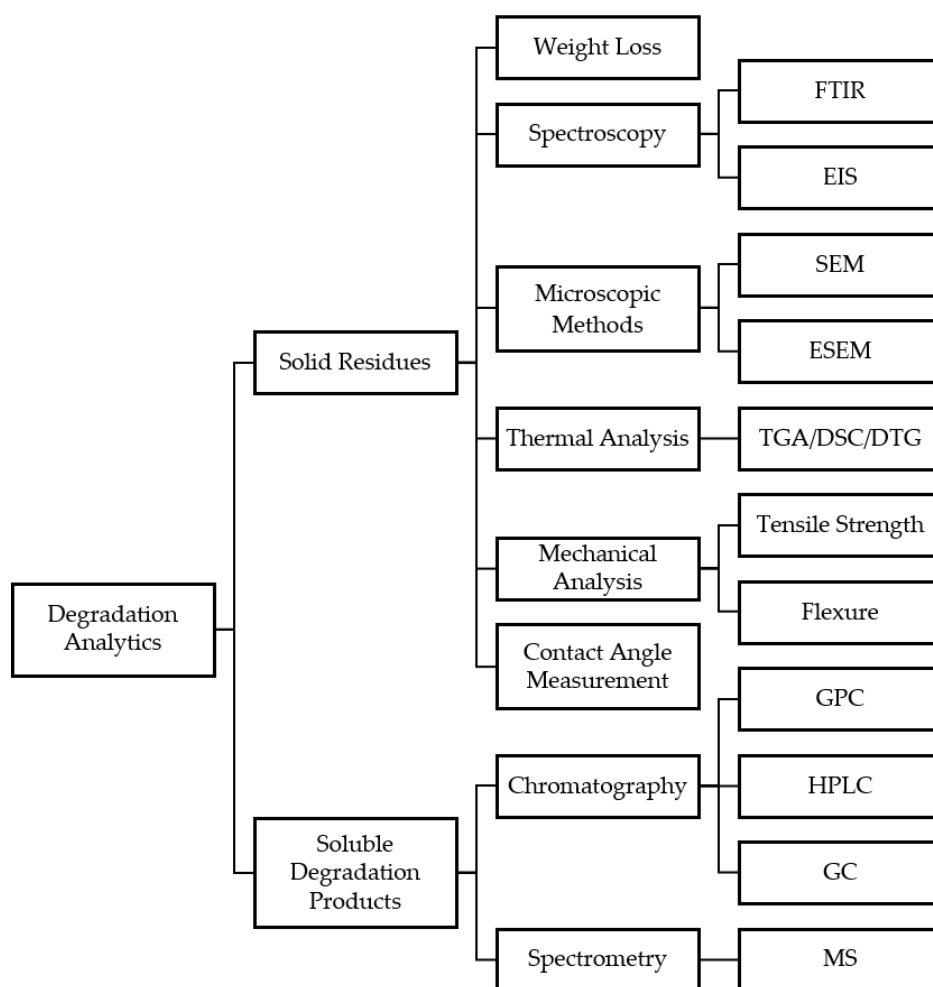 Weight Loss
FTIR
Spectroscopy
EIS
SEM
Microscopic
Methods
ESEM
Solid Residues
Thermal Analysis
TGA/DSC/DTG
Tensile Strength
Mechanical
Analysis
Flexure
Degradation
Analytics
Contact Angle
Measurement
GPC
Chromatography
HPLC
Soluble
Degradation
Products
GC
Spectrometry
MS